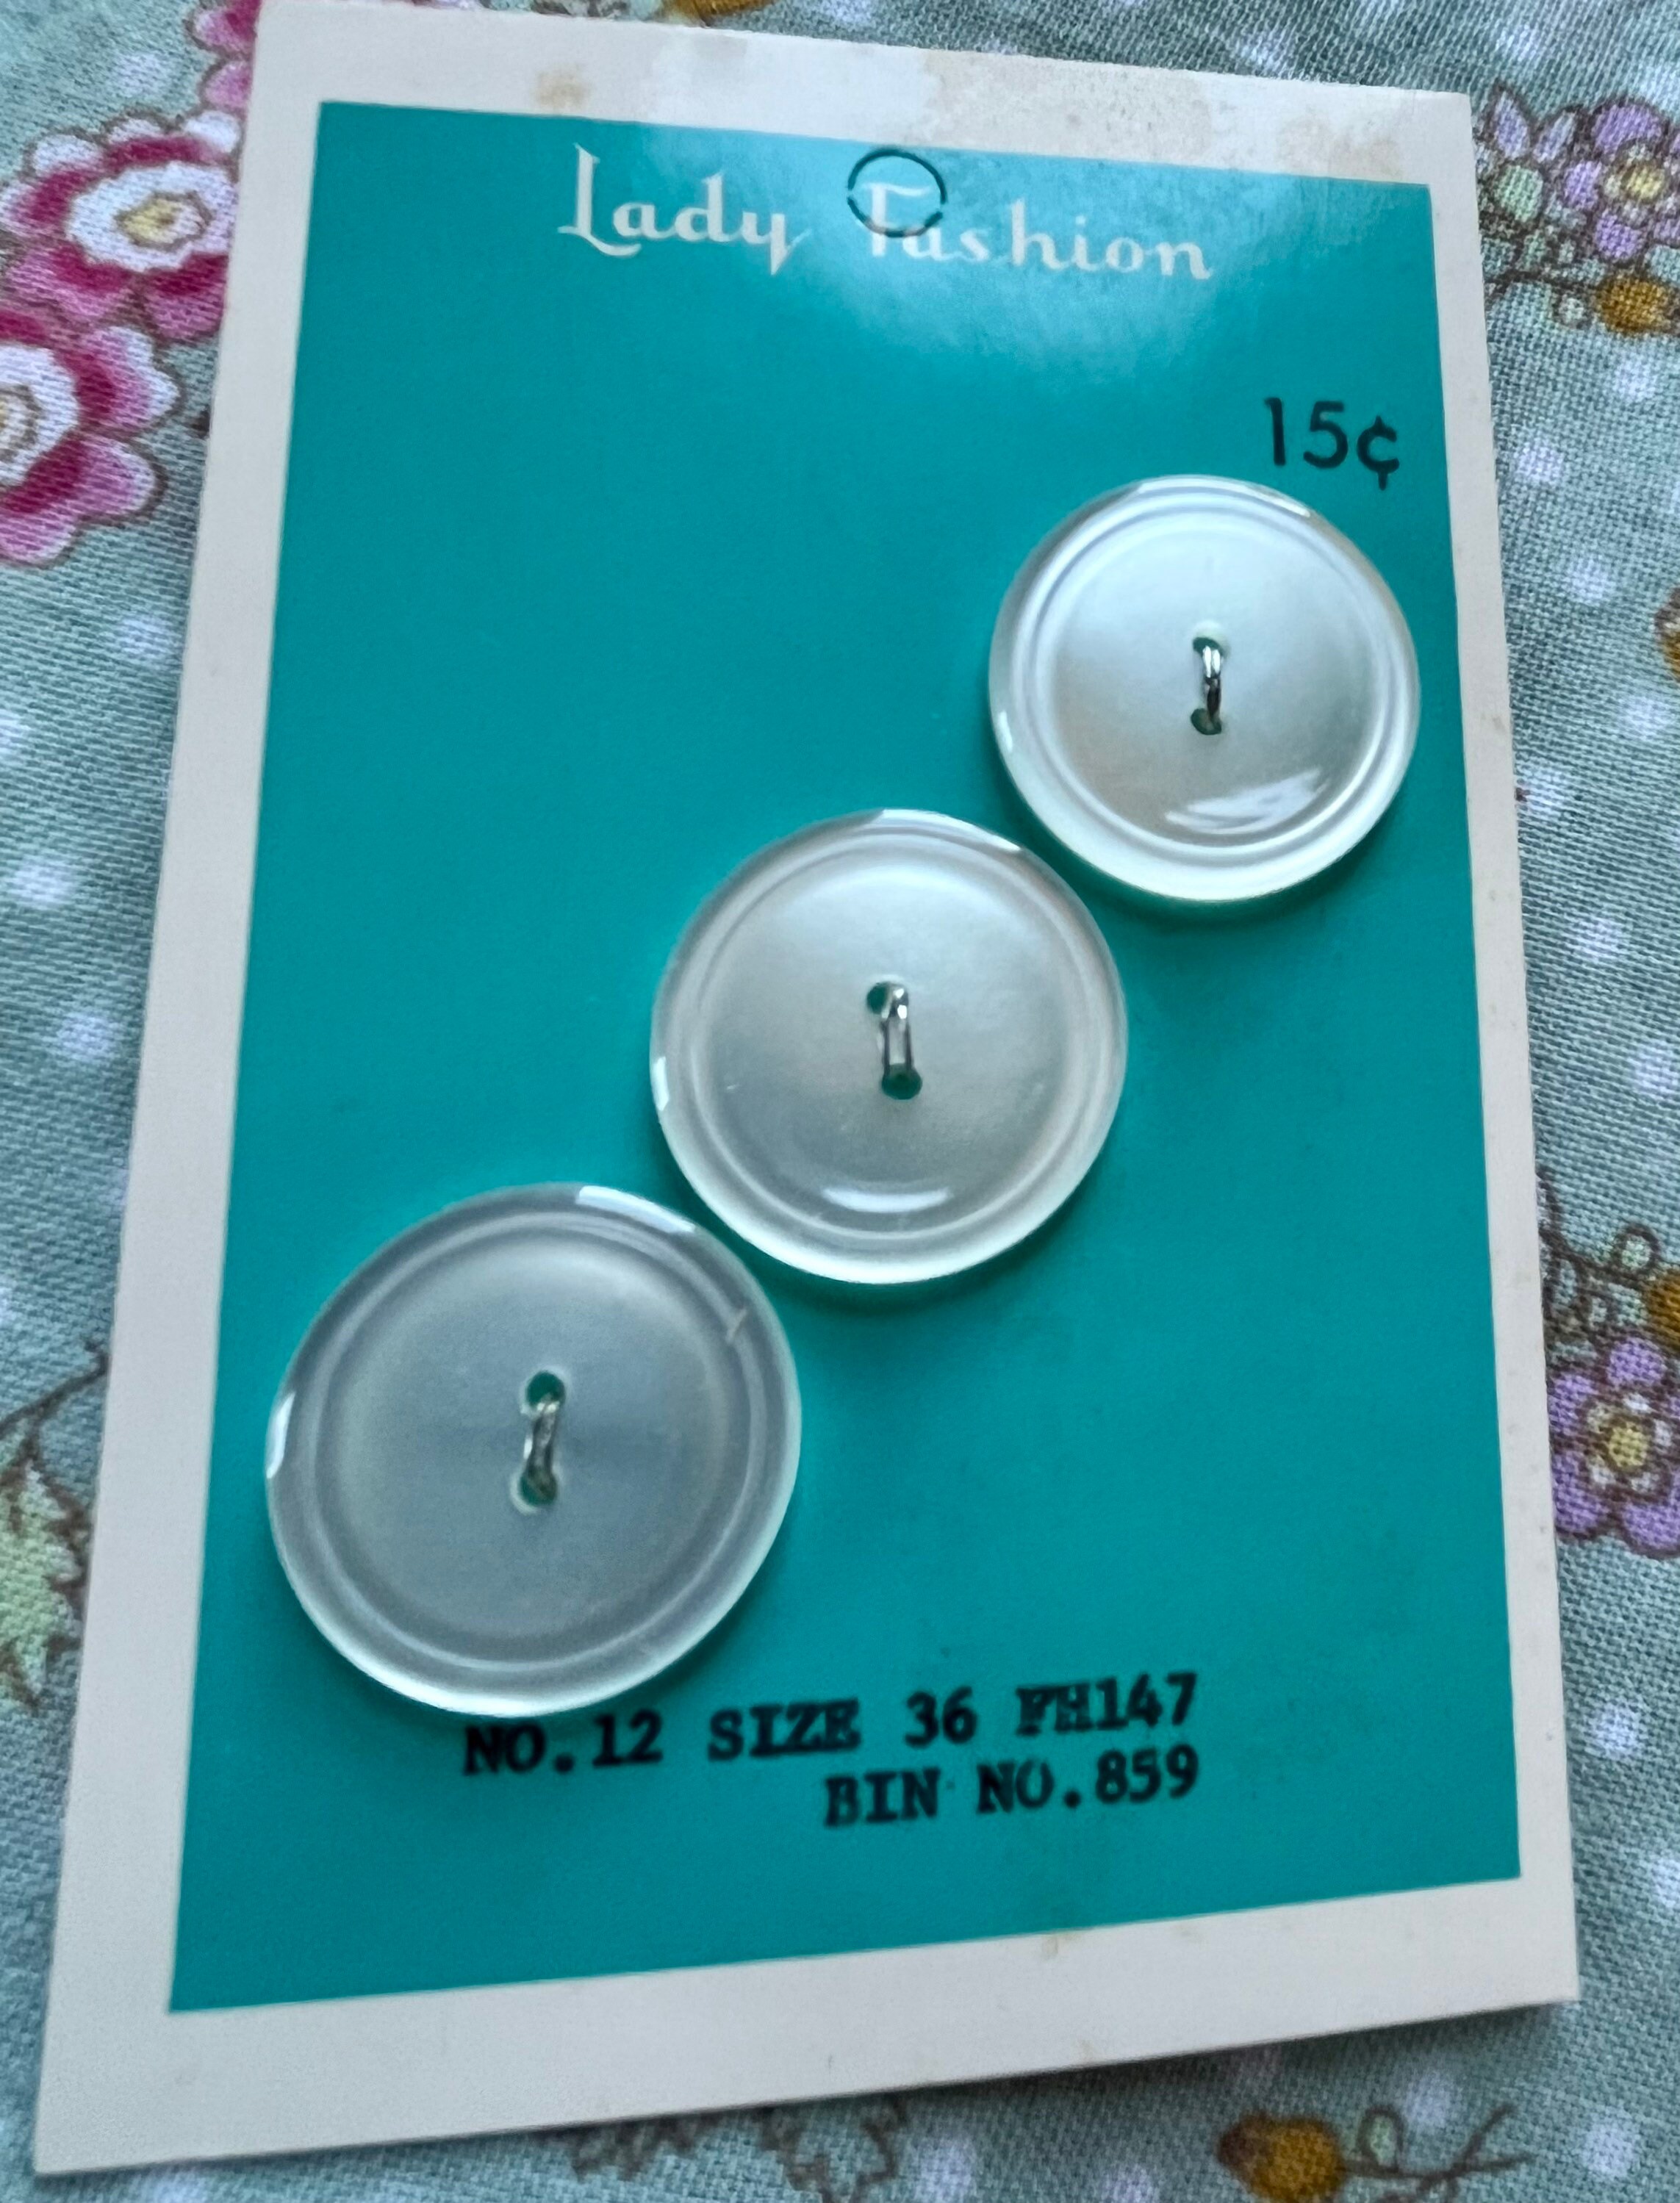 Lady Fashion
15¢
NO.12 SIZE 36 FH147
BIN NO.859